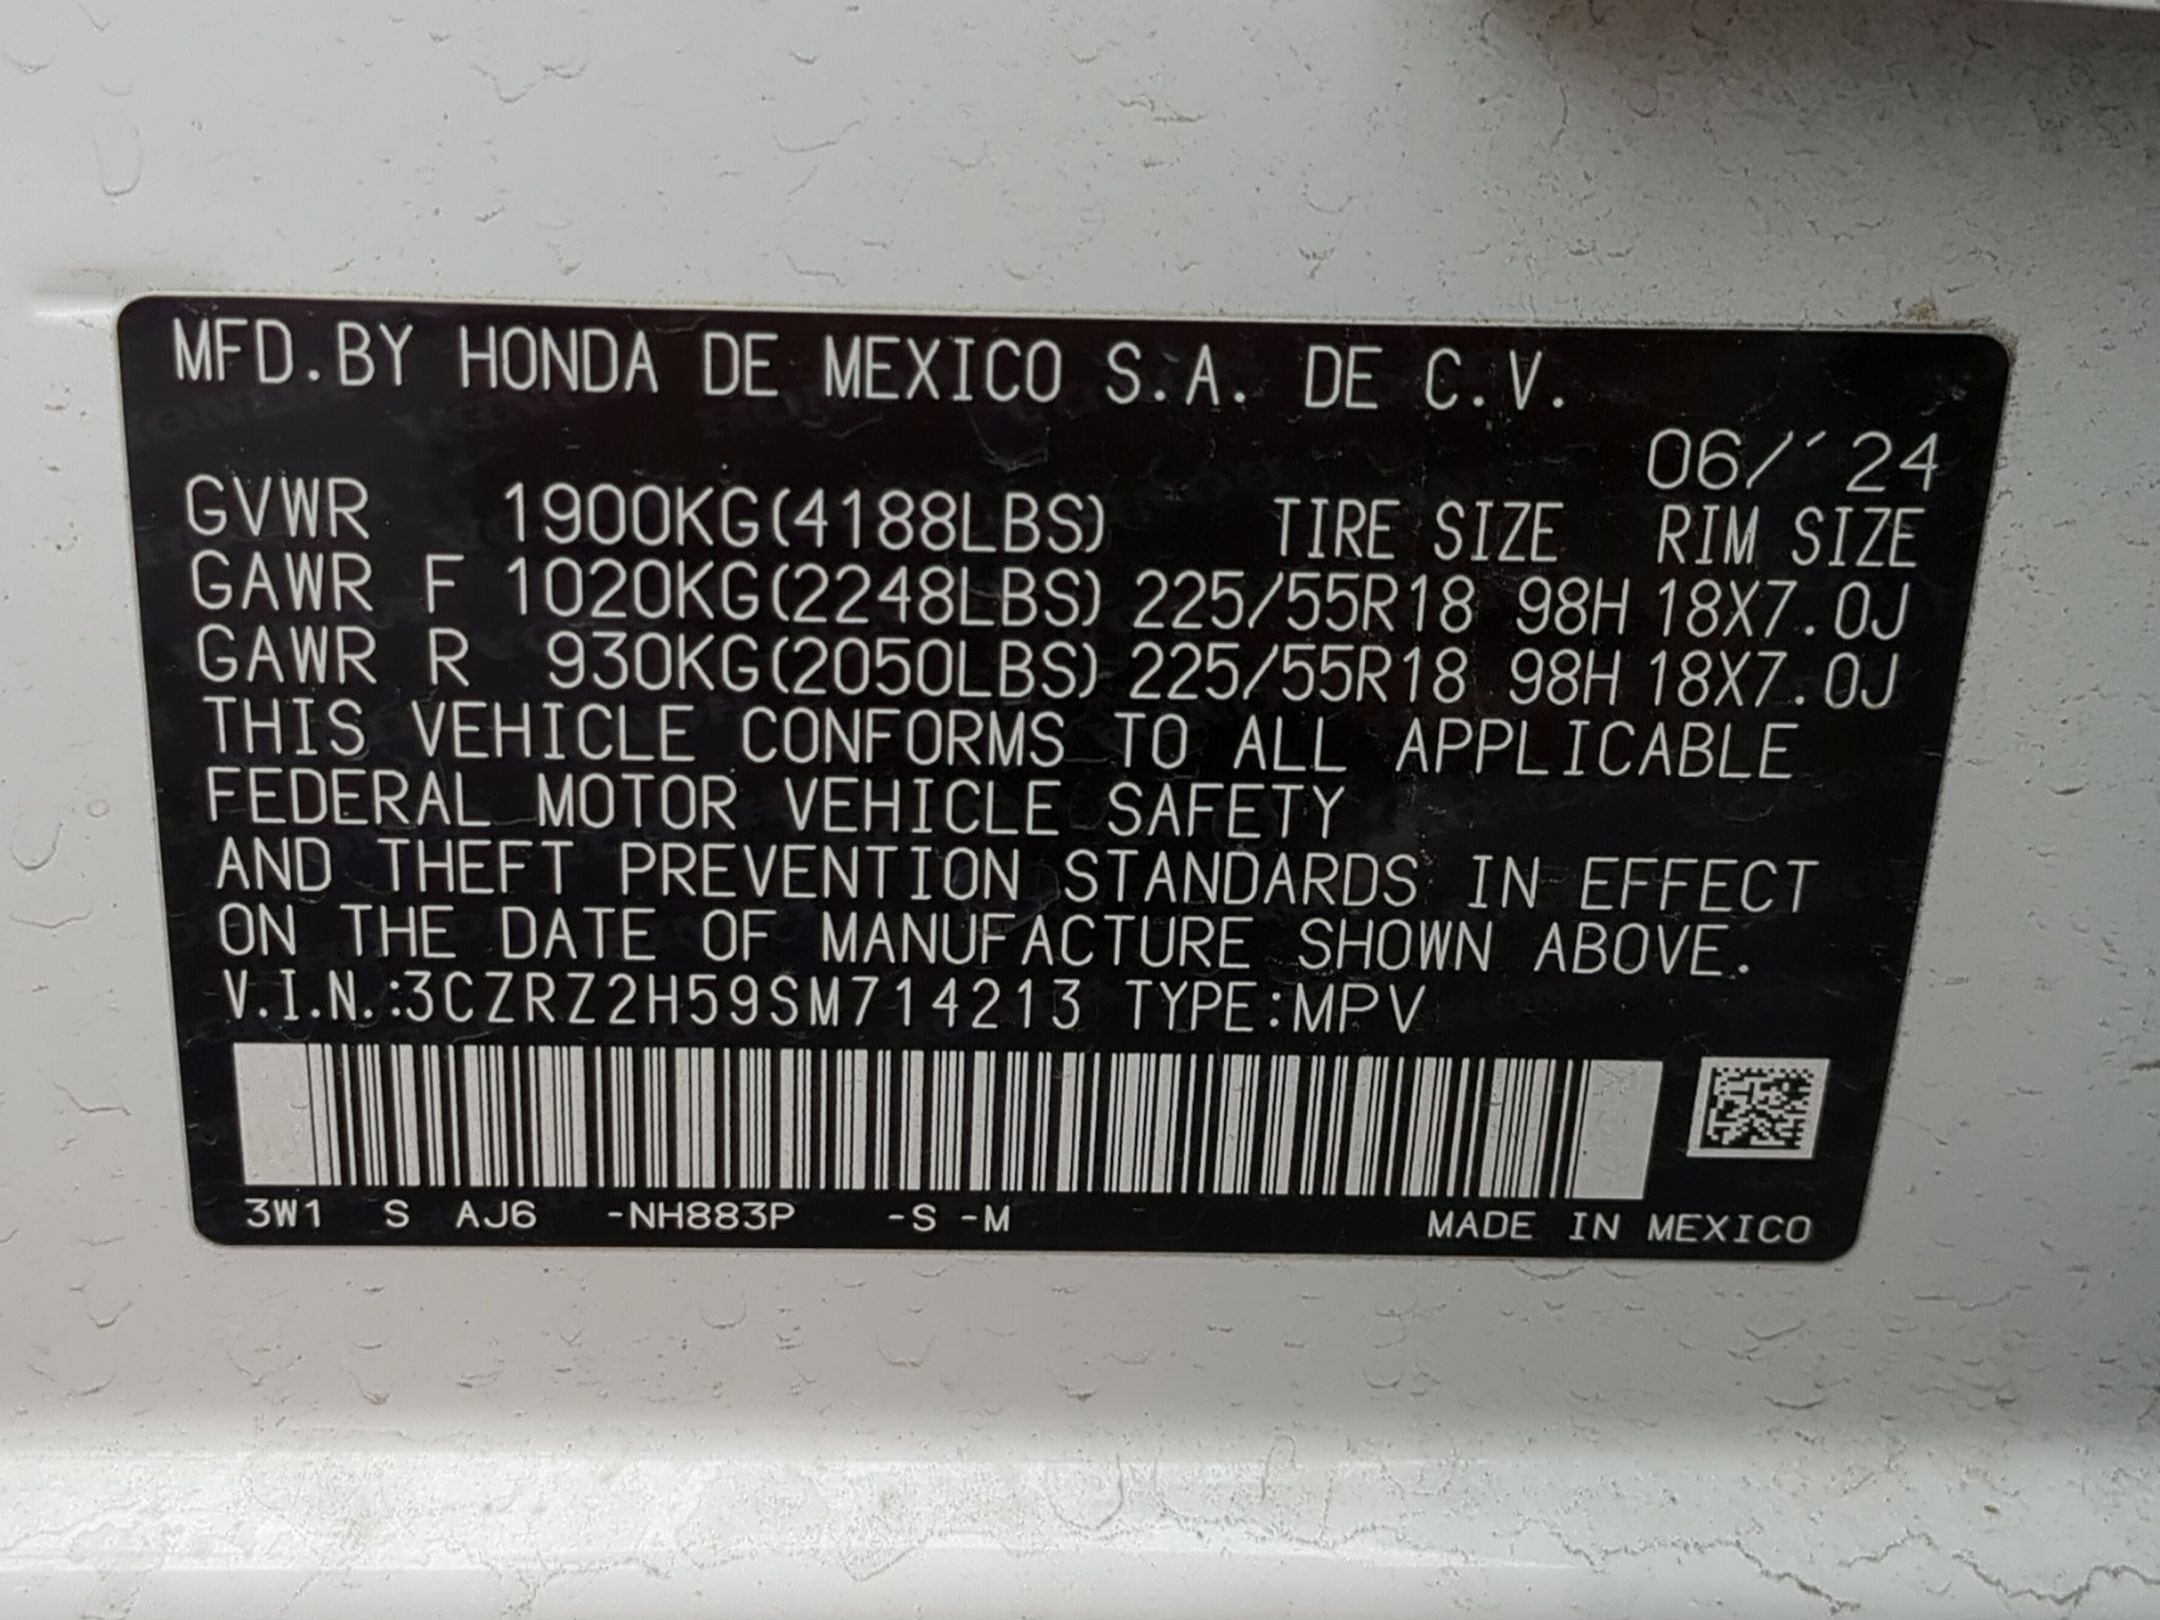 MFD.BY HONDA DE MEXICO S.A. DE C.V.
06/´24
GVWR 1900KG(4188LBS) TIRE SIZE RIM SIZE
GAWR F 1020KG(2248LBS) 225/55R18 98H 18X7.0J
GAWR R 930KG(2050LBS) 225/55R18 98H 18X7.0J
THIS VEHICLE CONFORMS TO ALL APPLICABLE
FEDERAL MOTOR VEHICLE SAFETY
AND THEFT PREVENTION STANDARDS IN EFFECT
ON THE DATE OF MANUFACTURE SHOWN ABOVE.
V.I.N.:3CZRZ2H59SM714213 TYPE:MPV
3W1 S AJ6 -NH883P -S -M MADE IN MEXICO